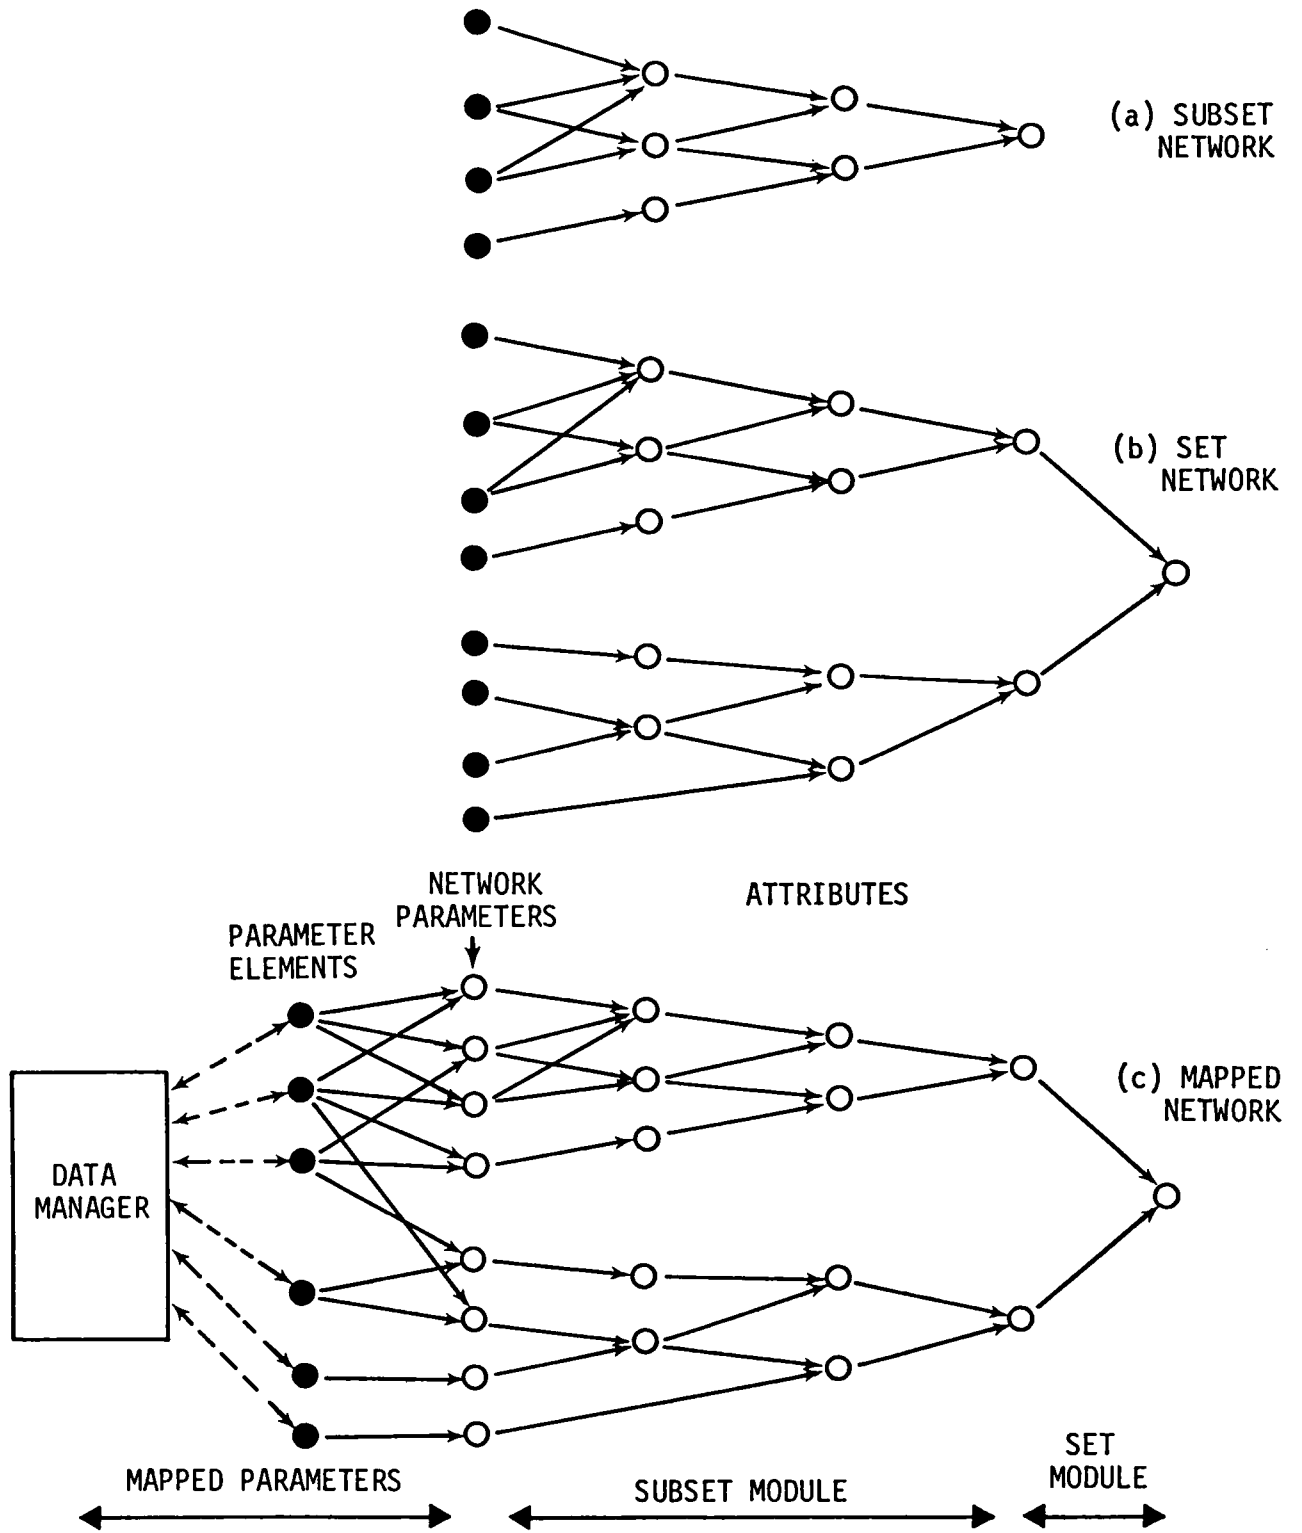 (a) SUBSET
NETWORK
(b) SET
NETWORK
NETWORK
PARAMETERS
ATTRIBUTES
PARAMETER
ELEMENTS
(c) MAPPED
NETWORK
DATA
MANAGER
MAPPED PARAMETERS
SUBSET MODULE
SET
MODULE